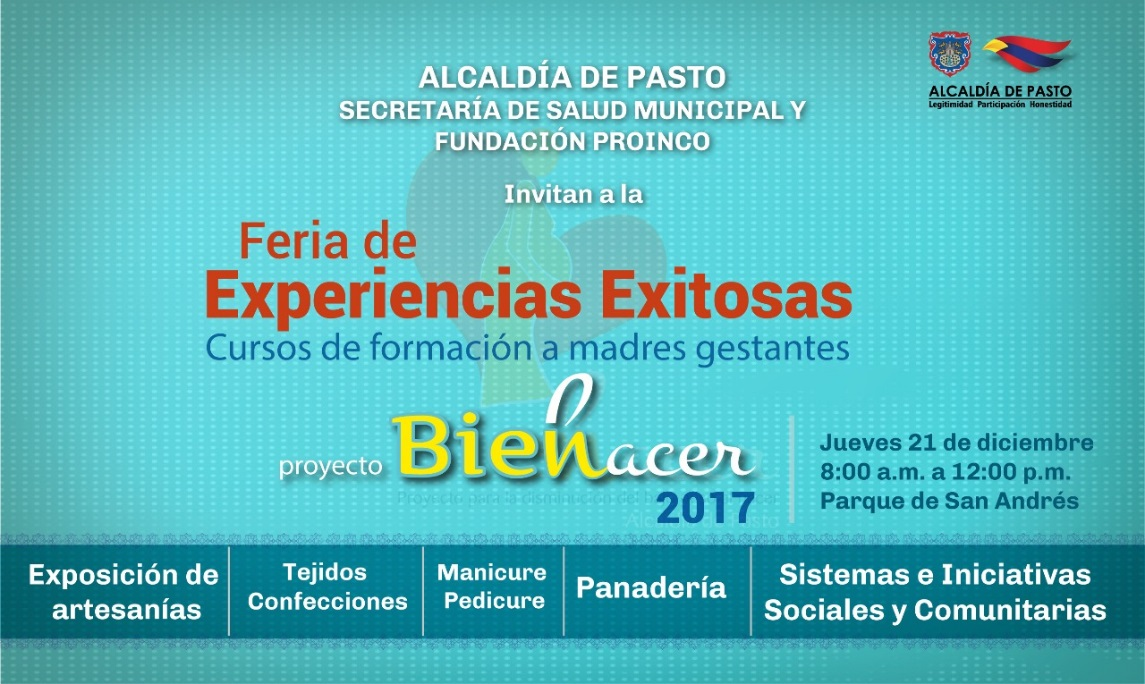 ALCALDÍA DE PASTO
Legitimidad Participación Honestidad
ALCALDÍA DE PASTO
SECRETARÍA DE SALUD MUNICIPAL Y
FUNDACIÓN PROINCO
Invitan a la
Feria de
Experiencias Exitosas
Cursos de formación a madres gestantes
proyecto Bienhacer
2017
Jueves 21 de diciembre
8:00 a.m. a 12:00 p.m.
Parque de San Andrés
Exposición de
artesanías
Tejidos
Confecciones
Manicure
Pedicure
Panadería
Sistemas e Iniciativas
Sociales y Comunitarias